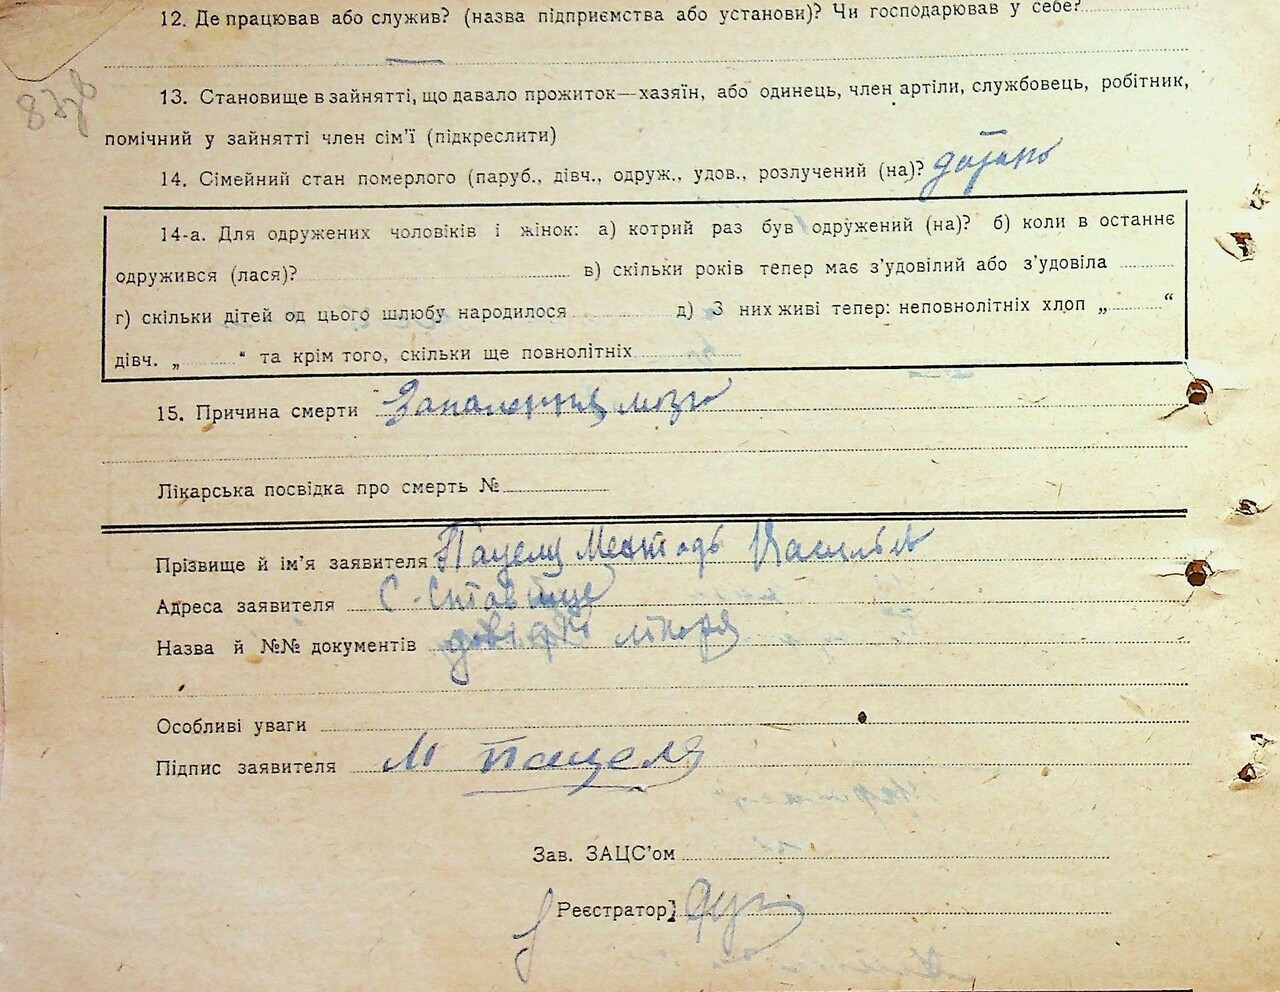 12. Де працював або служив? (назва підприємства або установи)? Чи господарював у себе?
—
13. Становище в зайнятті, що давало прожиток—хазяїн, або одинець, член артіли, службовець, робітник,
помічний у зайнятті член сім'ї (підкреслити)
14. Сімейний стан померлого (паруб., дівч., одруж., удов., розлучений (на)?
14-а. Для одружених чоловіків і жінок: а) котрий раз був одружений (на)? б) коли в останнє
одружився (лася)? в) скільки років тепер має з'удовілий або з'удовіла
г) скільки дітей од цього шлюбу народилося д) З них живі тепер: неповнолітніх хлоп „ “
дівч. „ “ та крім того, скільки ще повнолітніх
15. Причина смерти Запалення мозга
Лікарська посвідка про смерть №
Прізвище й ім'я заявителя Пацеля
Адреса заявителя С. Ставище
Назва й №№ документів довідка лікаря
Особливі уваги
Підпис заявителя М Пацеля
Зав. ЗАЦС'ом
Реєстратор